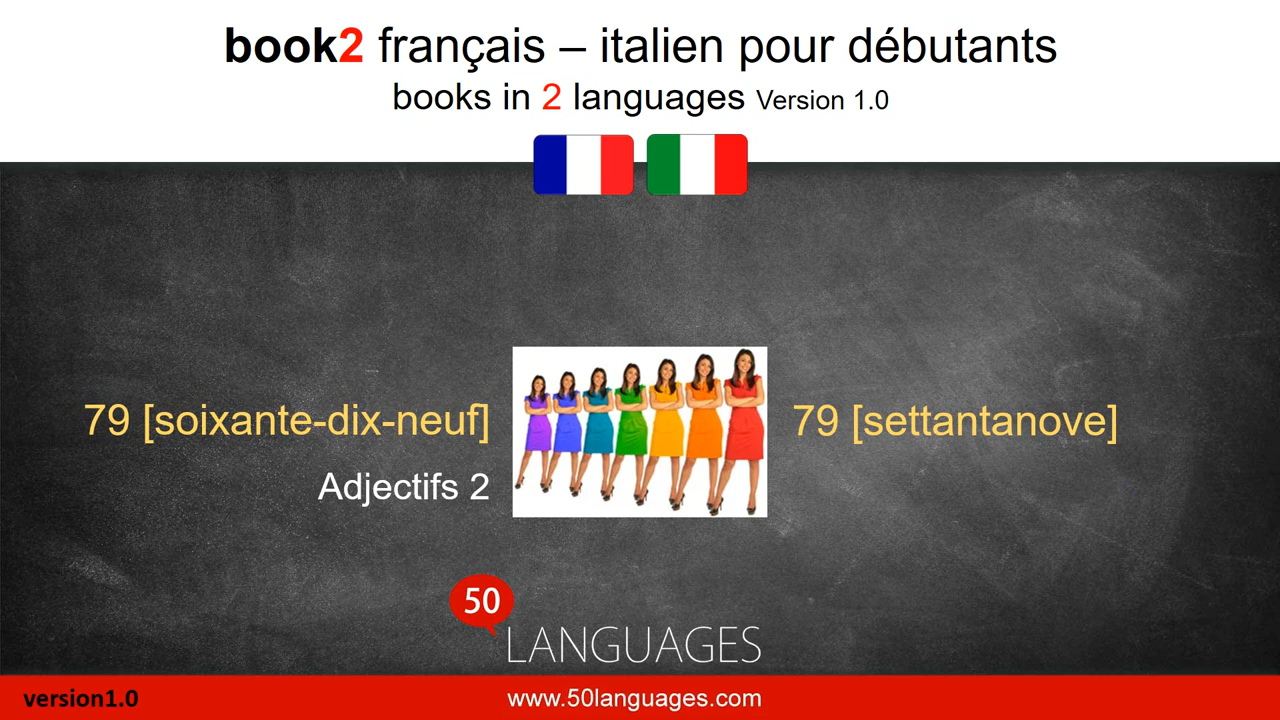 book2 français – italien pour débutants
books in 2 languages Version 1.0
79 [soixante-dix-neuf]
Adjectifs 2
79 [settantanove]
50
LANGUAGES
version1.0
www.50languages.com